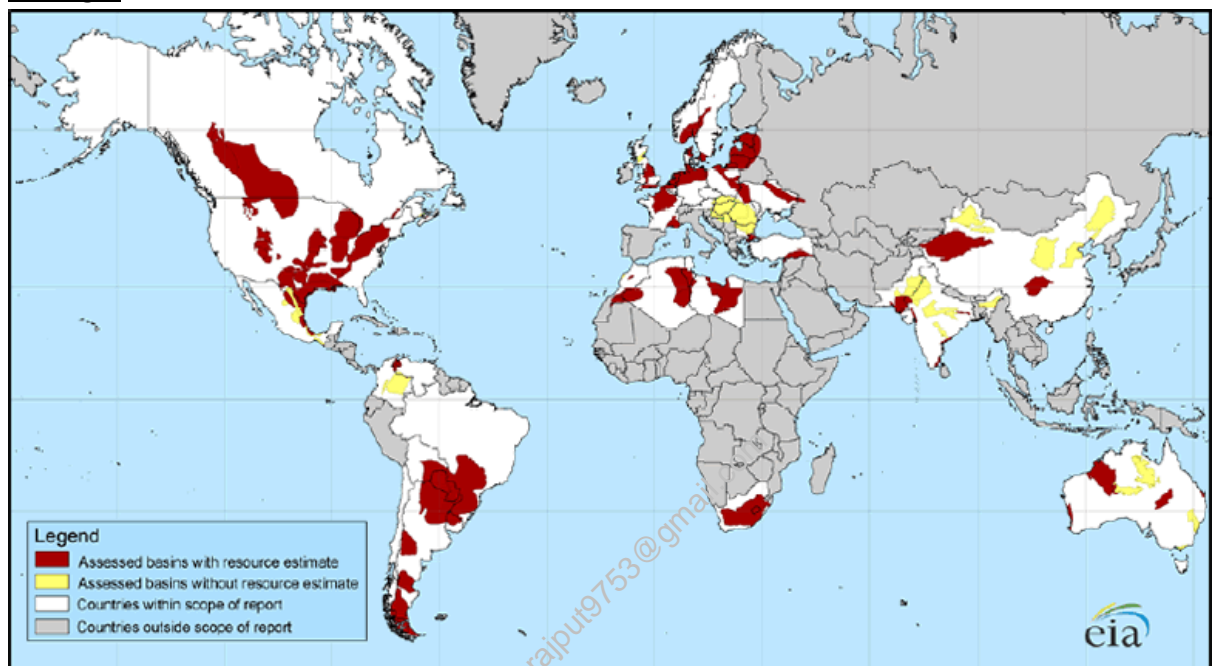 Legend
Assessed basins with resource estimate
Assessed basins without resource estimate
Countries within scope of report
Countries outside scope of report
eia